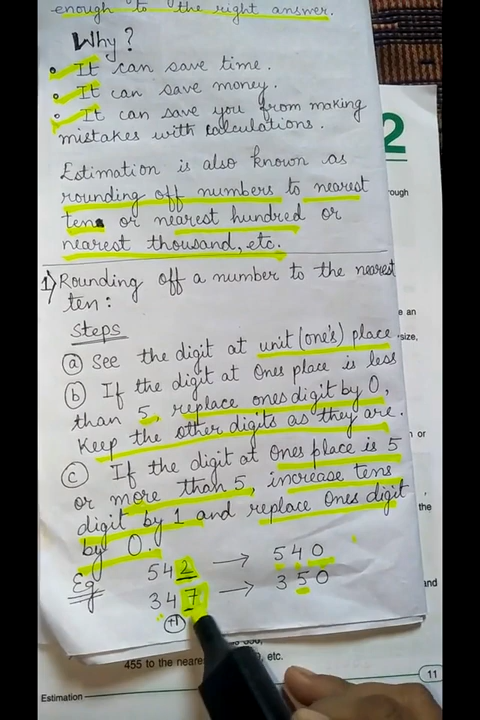 enough to the right answer.
Why?
• It can save time.
• It can save money.
• It can save you from making
mistakes with calculations.
Estimation is also known as
rounding off numbers to nearest
ten or nearest hundred or
nearest thousand, etc.
1) Rounding off a number to the nearest
ten:
Steps
(a) See the digit at unit (one's) place
(b) If the digit at Ones place is less
than 5, replace ones digit by 0,
Keep the other digits as they are.
(c) If the digit at Ones place is 5
or more than 5, increase tens
digit by 1 and replace Ones digit
by 0.
Eg 542 → 540
347 → 350
+1
2
rough
e an
size,
or
the
and
455 to the neare
, etc.
Estimation
11